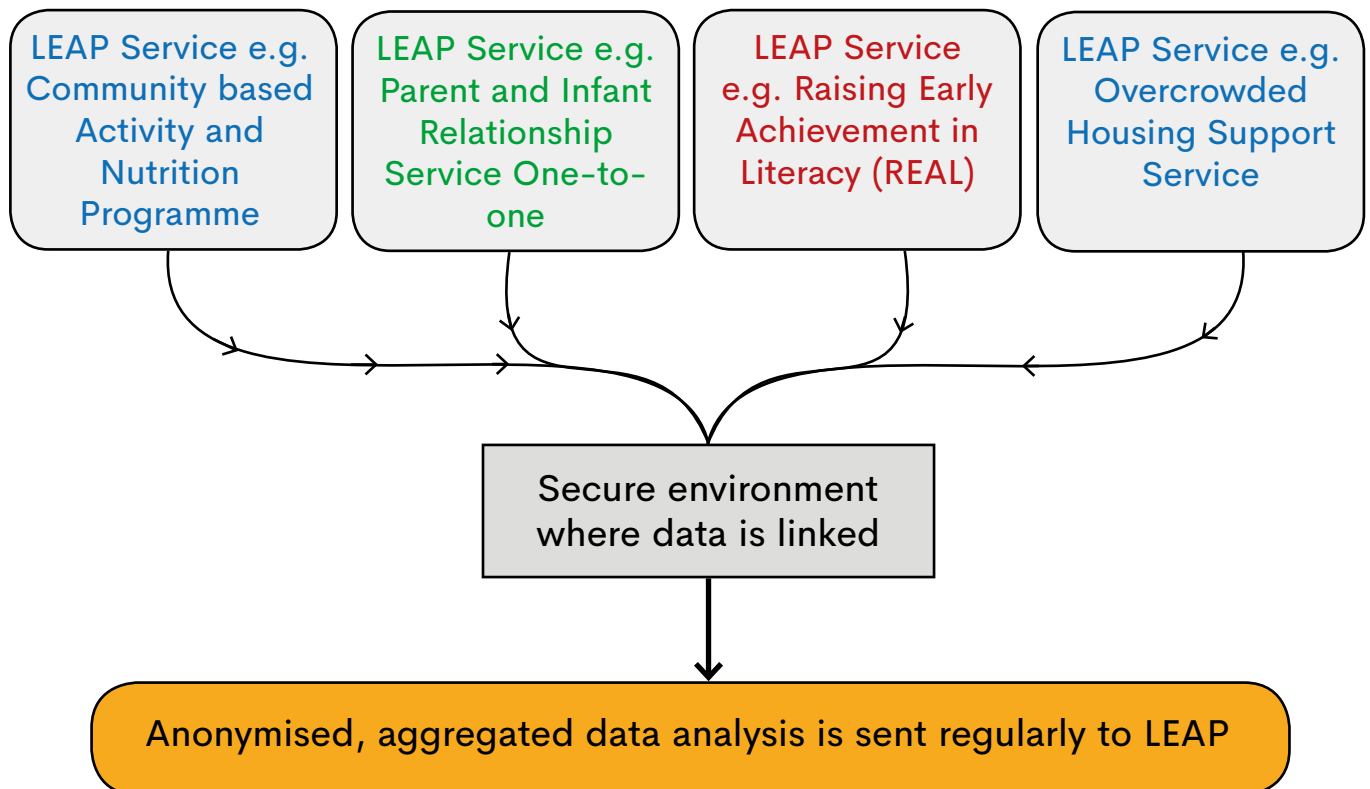 LEAP Service e.g.
Community based
Activity and
Nutrition
Programme
LEAP Service e.g.
Parent and Infant
Relationship
Service One-to-
one
LEAP Service
e.g. Raising Early
Achievement in
Literacy (REAL)
LEAP Service e.g.
Overcrowded
Housing Support
Service
Secure environment
where data is linked
Anonymised, aggregated data analysis is sent regularly to LEAP